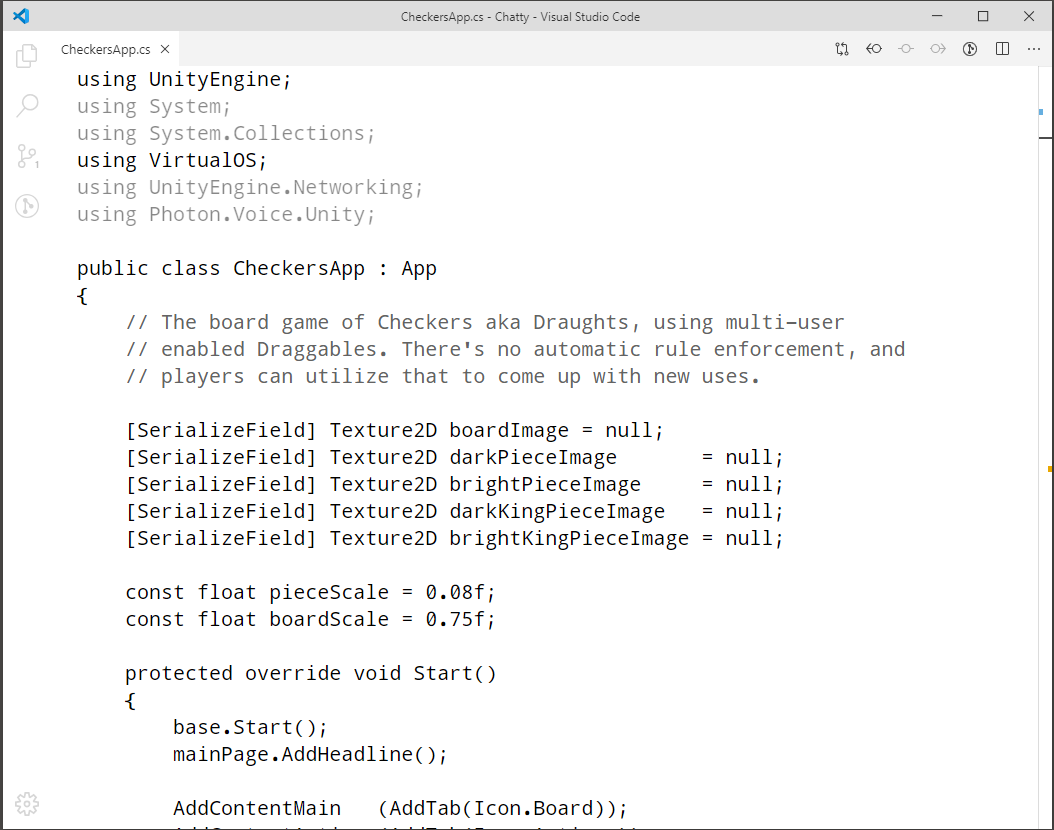 CheckersApp.cs - Chatty - Visual Studio Code
CheckersApp.cs
using UnityEngine;
using System;
using System.Collections;
using VirtualOS;
using UnityEngine.Networking;
using Photon.Voice.Unity;
public class CheckersApp : App
{
// The board game of Checkers aka Draughts, using multi-user
// enabled Draggables. There's no automatic rule enforcement, and
// players can utilize that to come up with new uses.
[SerializeField] Texture2D boardImage = null;
[SerializeField] Texture2D darkPieceImage = null;
[SerializeField] Texture2D brightPieceImage = null;
[SerializeField] Texture2D darkKingPieceImage = null;
[SerializeField] Texture2D brightKingPieceImage = null;
const float pieceScale = 0.08f;
const float boardScale = 0.75f;
protected override void Start()
{
base.Start();
mainPage.AddHeadline();
AddContentMain (AddTab(Icon.Board));